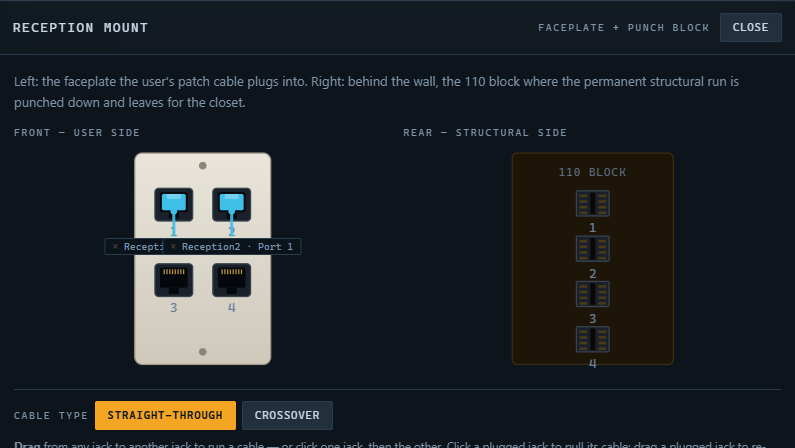 RECEPTION MOUNT
FACEPLATE + PUNCH BLOCK
CLOSE
Left: the faceplate the user's patch cable plugs into. Right: behind the wall, the 110 block where the permanent structural run is
punched down and leaves for the closet.
FRONT — USER SIDE
REAR — STRUCTURAL SIDE
110 BLOCK
1
2
× Recepti
× Reception2 · Port 1
3
4
1
2
3
4
CABLE TYPE
STRAIGHT-THROUGH
CROSSOVER
Drag from any jack to another jack to run a cable — or click one jack, then the other. Click a plugged jack to pull its cable; drag a plugged jack to re-